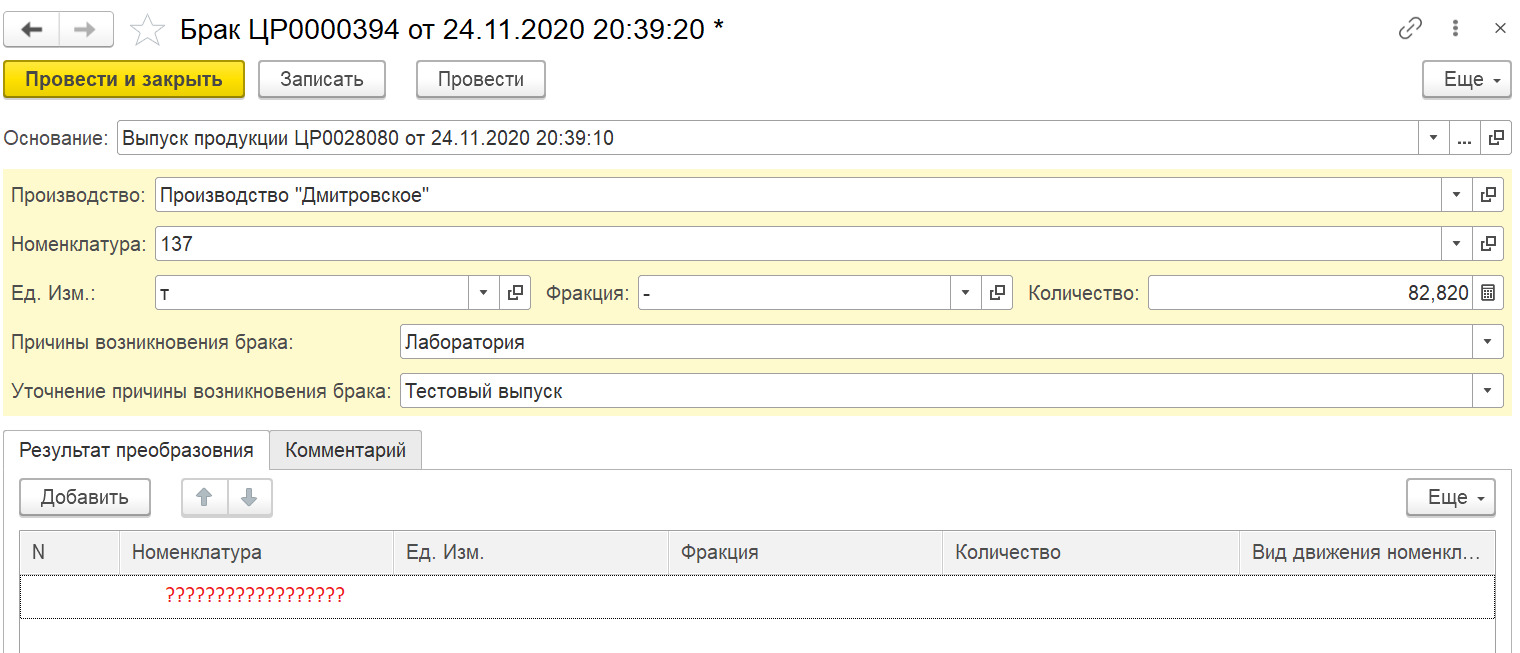 Брак ЦР0000394 от 24.11.2020 20:39:20 *
Провести и закрыть Записать Провести Еще
Основание: Выпуск продукции ЦР0028080 от 24.11.2020 20:39:10 ...
Производство: Производство "Дмитровское"
Номенклатура: 137
Ед. Изм.: т Фракция: - Количество: 82,820
Причины возникновения брака: Лаборатория
Уточнение причины возникновения брака: Тестовый выпуск
Результат преобразовния Комментарий
Добавить Еще
N Номенклатура Ед. Изм. Фракция Количество Вид движения номенкл...
??????????????????